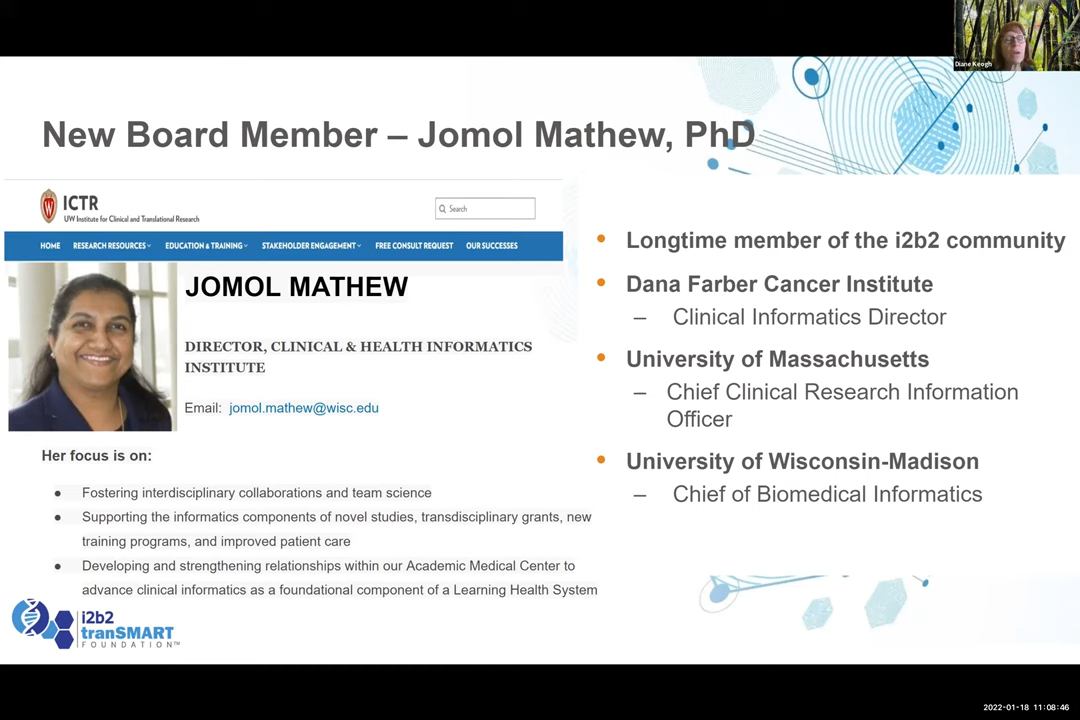 Diane Keogh
New Board Member – Jomol Mathew, PhD
ICTR
UW Institute for Clinical and Translational Research
Search
HOME RESEARCH RESOURCES EDUCATION & TRAINING STAKEHOLDER ENGAGEMENT FREE CONSULT REQUEST OUR SUCCESSES
JOMOL MATHEW
DIRECTOR, CLINICAL & HEALTH INFORMATICS
INSTITUTE
Email: jomol.mathew@wisc.edu
Her focus is on:
● Fostering interdisciplinary collaborations and team science
● Supporting the informatics components of novel studies, transdisciplinary grants, new
training programs, and improved patient care
● Developing and strengthening relationships within our Academic Medical Center to
advance clinical informatics as a foundational component of a Learning Health System
• Longtime member of the i2b2 community
• Dana Farber Cancer Institute
– Clinical Informatics Director
• University of Massachusetts
– Chief Clinical Research Information
Officer
• University of Wisconsin-Madison
– Chief of Biomedical Informatics
i2b2
tranSMART
FOUNDATION™
2022-01-18 11:08:46